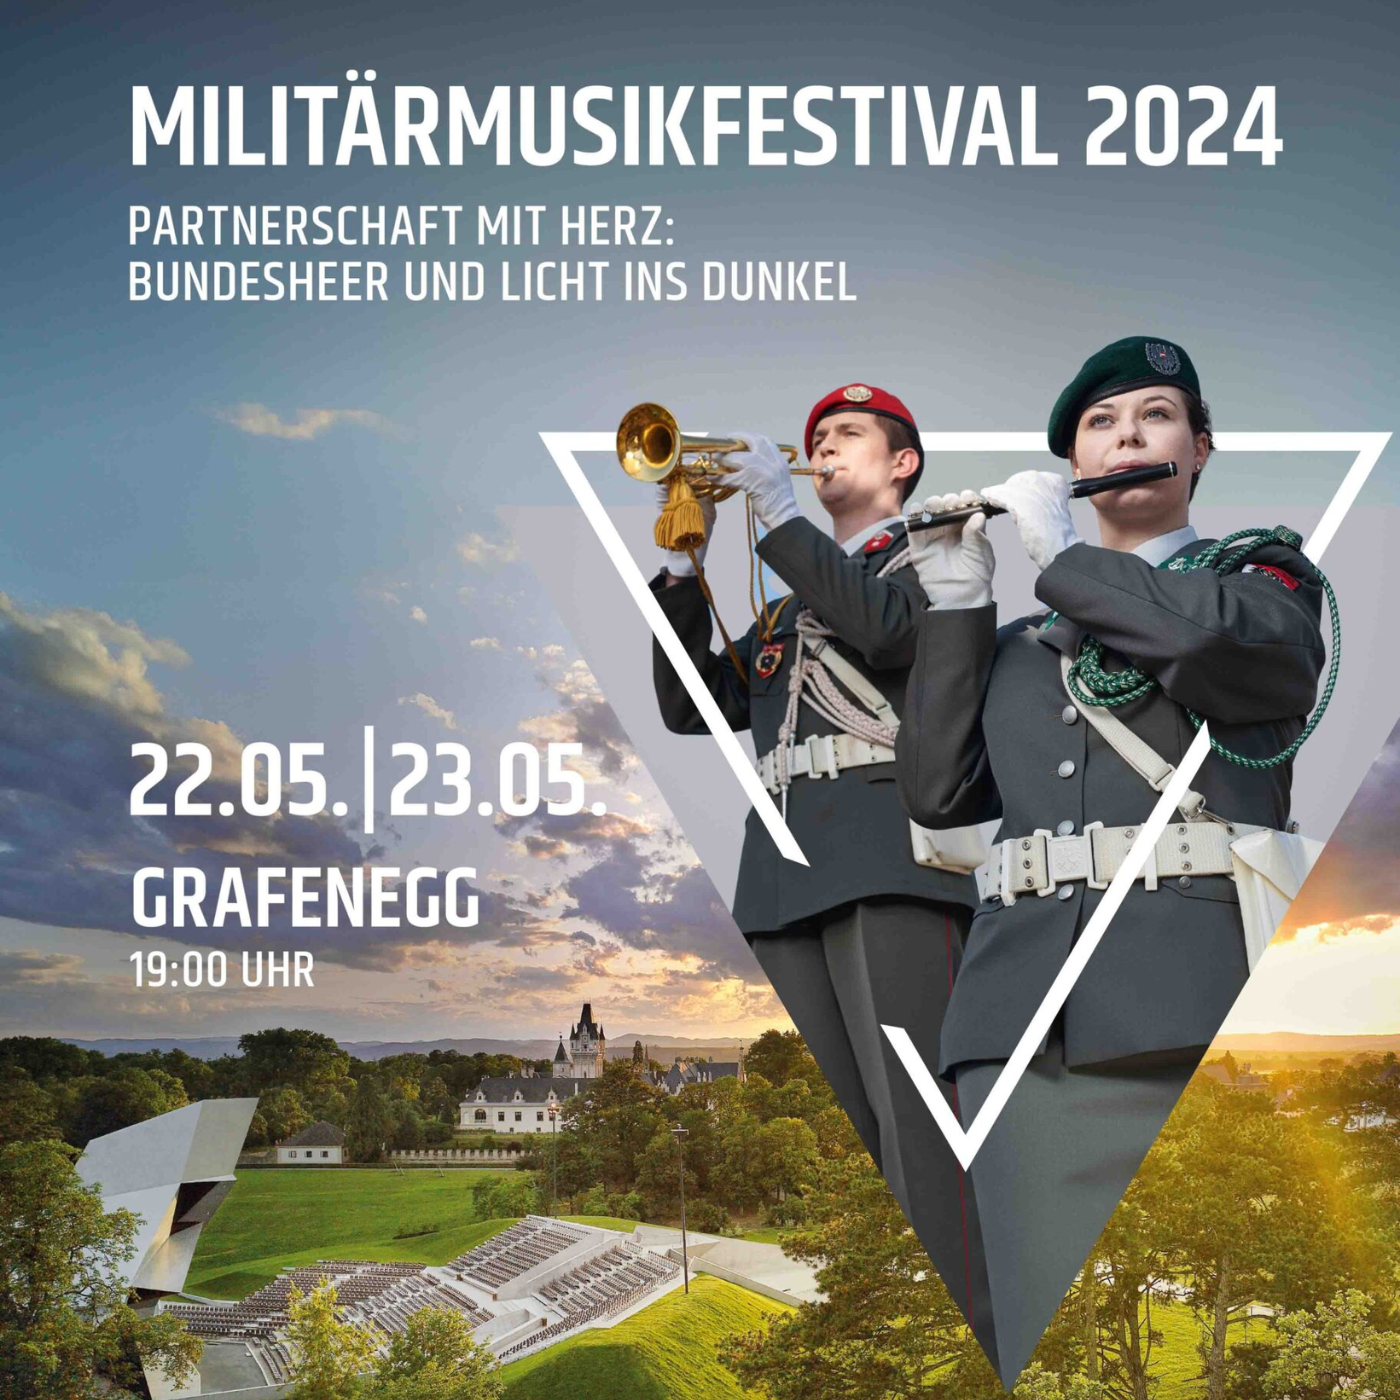 MILITÄRMUSIKFESTIVAL 2024
PARTNERSCHAFT MIT HERZ:
BUNDESHEER UND LICHT INS DUNKEL
22.05.|23.05.
GRAFENEGG
19:00 UHR